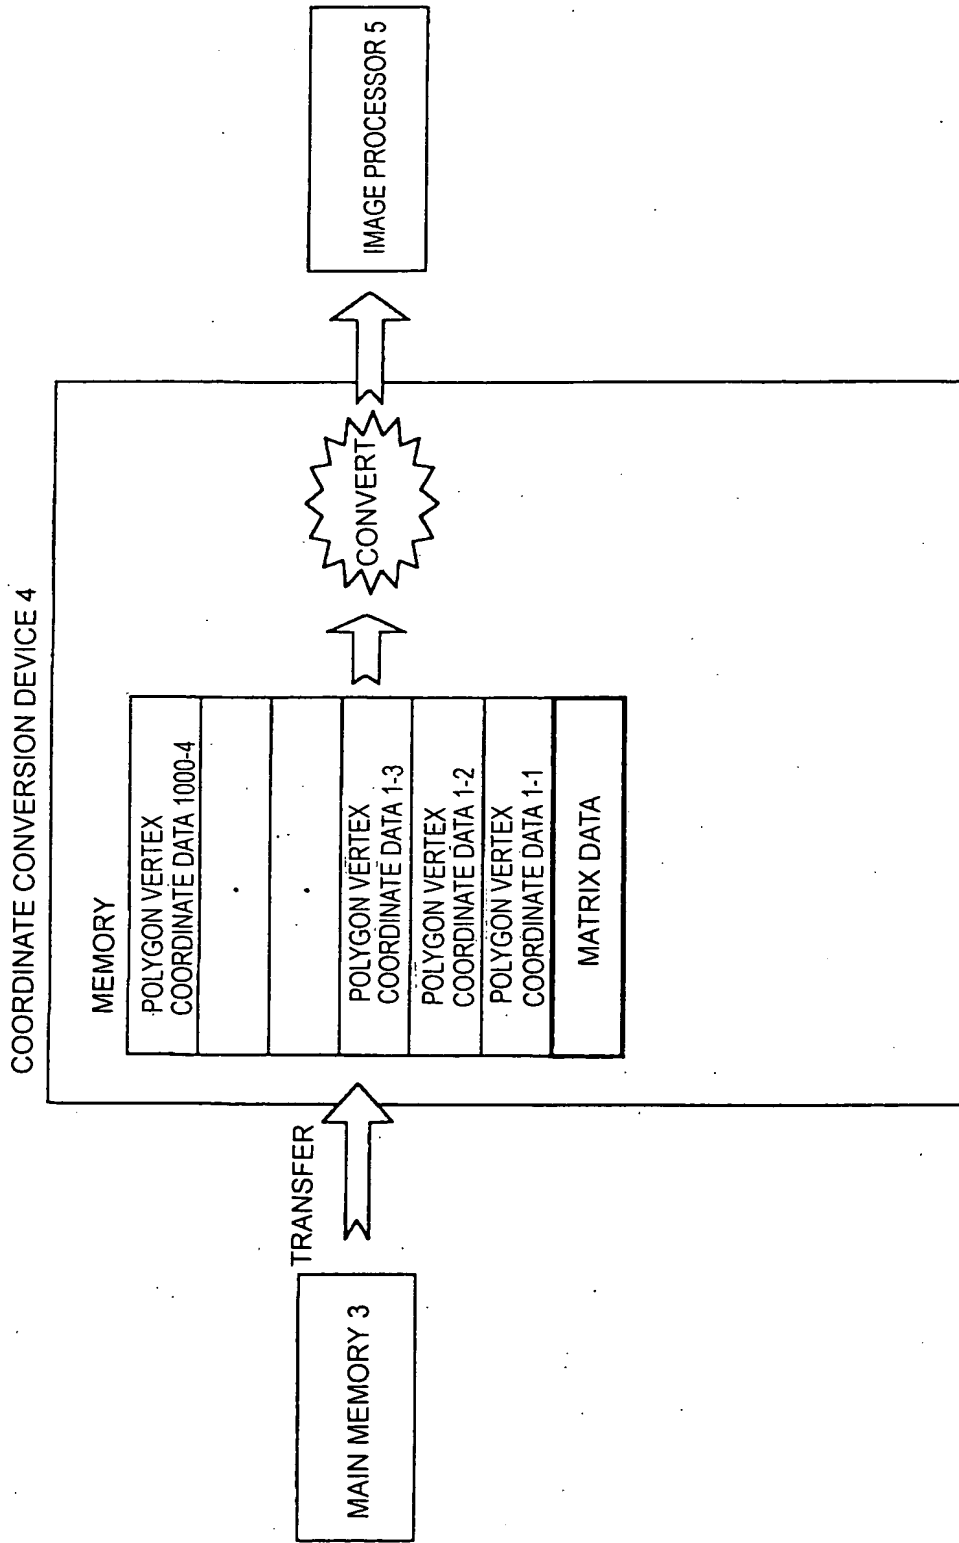 COORDINATE CONVERSION DEVICE 4
MEMORY
POLYGON VERTEX
COORDINATE DATA 1000-4
POLYGON VERTEX
COORDINATE DATA 1-3
POLYGON VERTEX
COORDINATE DATA 1-2
POLYGON VERTEX
COORDINATE DATA 1-1
MATRIX DATA
TRANSFER
MAIN MEMORY 3
CONVERT
IMAGE PROCESSOR 5